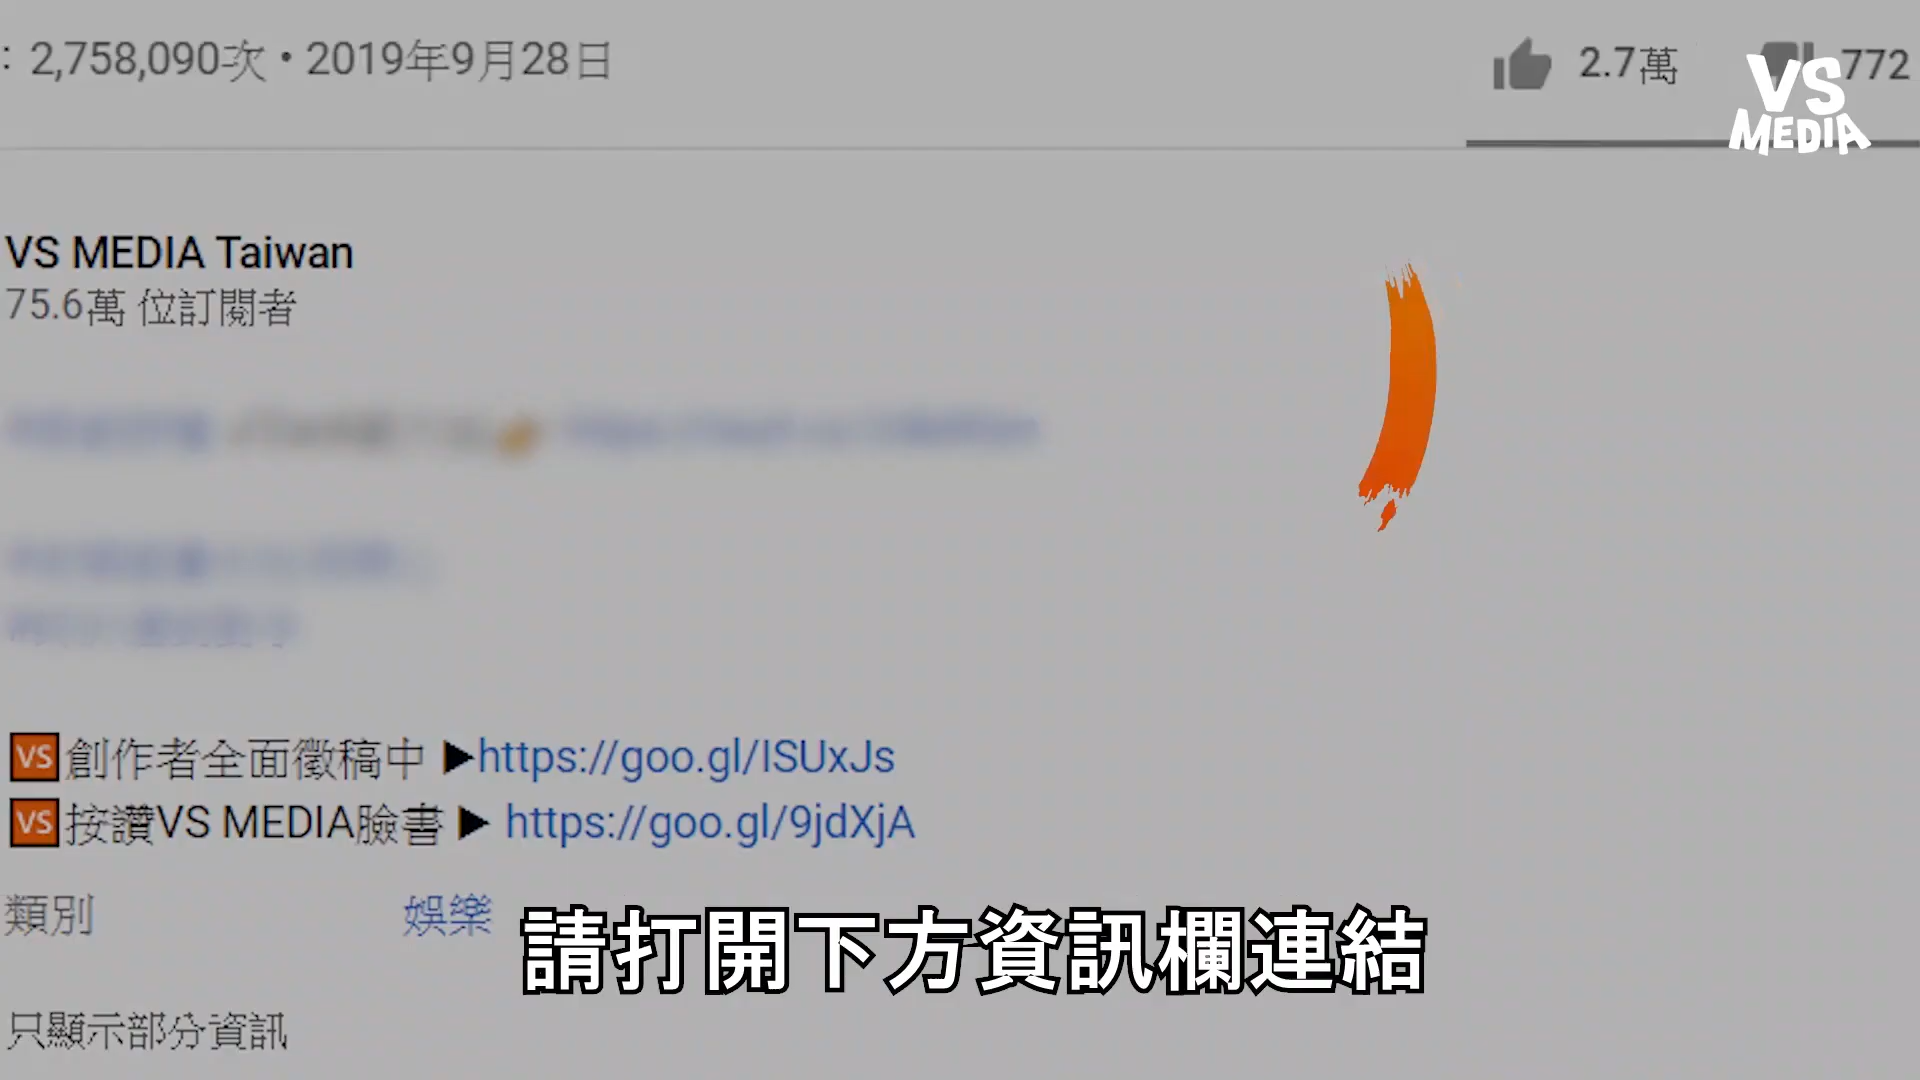 : 2,758,090次 • 2019年9月28日
2.7萬
772
VS
MEDIA
VS MEDIA Taiwan
75.6萬 位訂閱者
VS創作者全面徵稿中 ▶https://goo.gl/ISUxJs
VS按讚VS MEDIA臉書 ▶ https://goo.gl/9jdXjA
類別 娛樂
請打開下方資訊欄連結
只顯示部分資訊